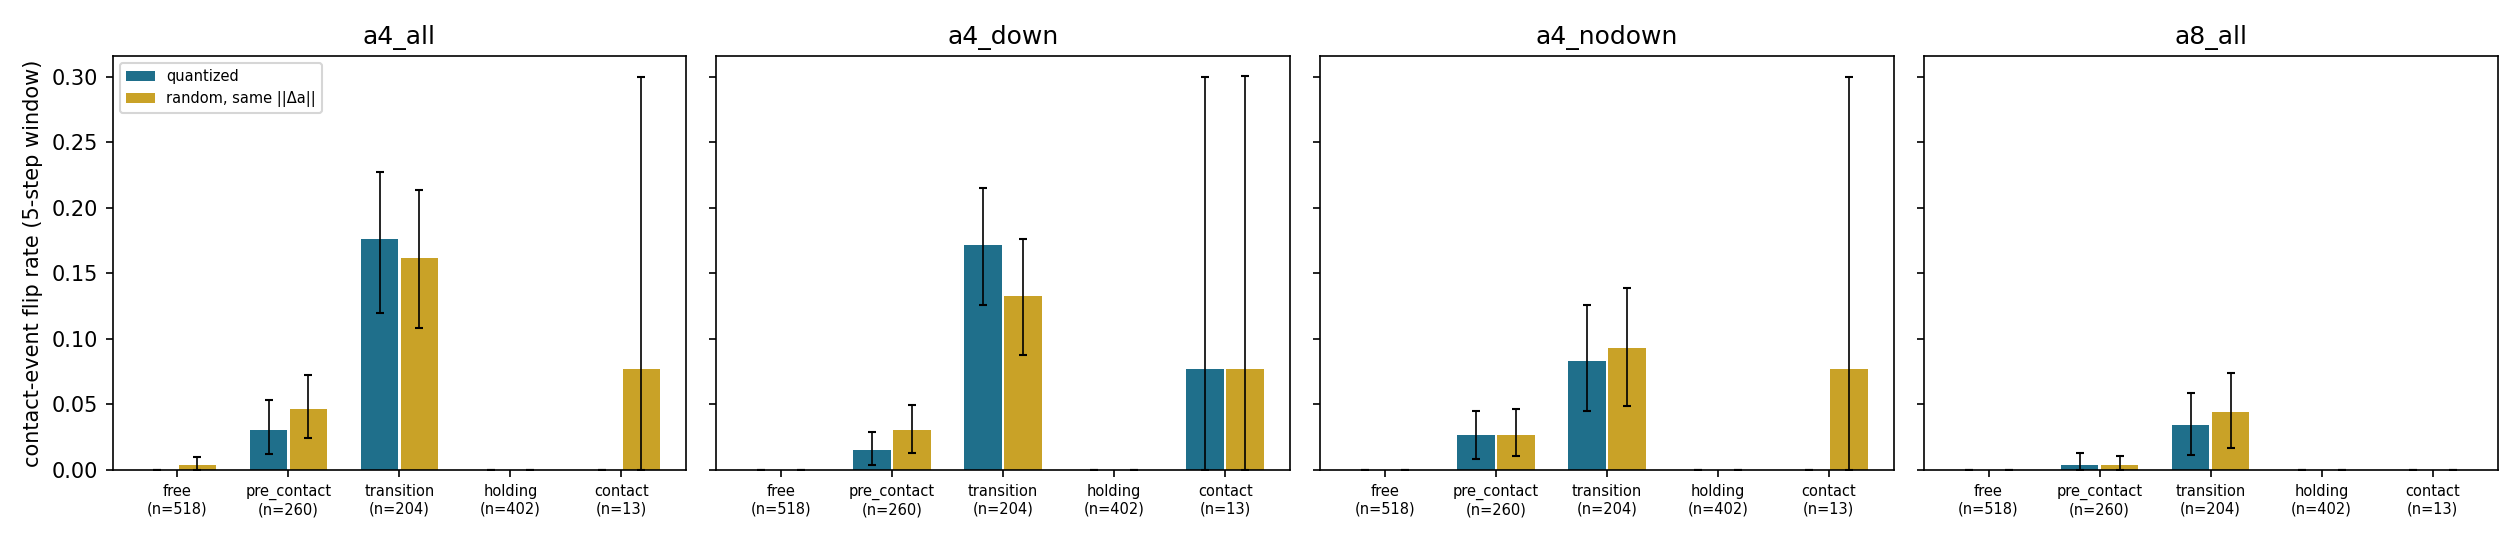 a4_all
a4_down
a4_nodown
a8_all
contact-event flip rate (5-step window)
0.30
0.25
0.20
0.15
0.10
0.05
0.00
quantized
random, same ||Δa||
free
(n=518)
pre_contact
(n=260)
transition
(n=204)
holding
(n=402)
contact
(n=13)
free
(n=518)
pre_contact
(n=260)
transition
(n=204)
holding
(n=402)
contact
(n=13)
free
(n=518)
pre_contact
(n=260)
transition
(n=204)
holding
(n=402)
contact
(n=13)
free
(n=518)
pre_contact
(n=260)
transition
(n=204)
holding
(n=402)
contact
(n=13)